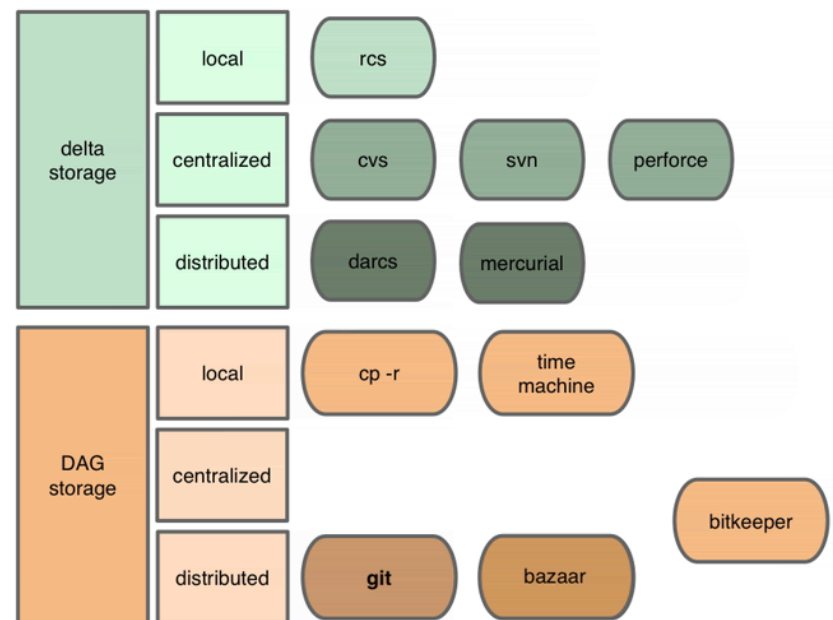 delta
storage
local
rcs
centralized
cvs
svn
perforce
distributed
darcs
mercurial
DAG
storage
local
cp -r
time
machine
centralized
bitkeeper
distributed
git
bazaar